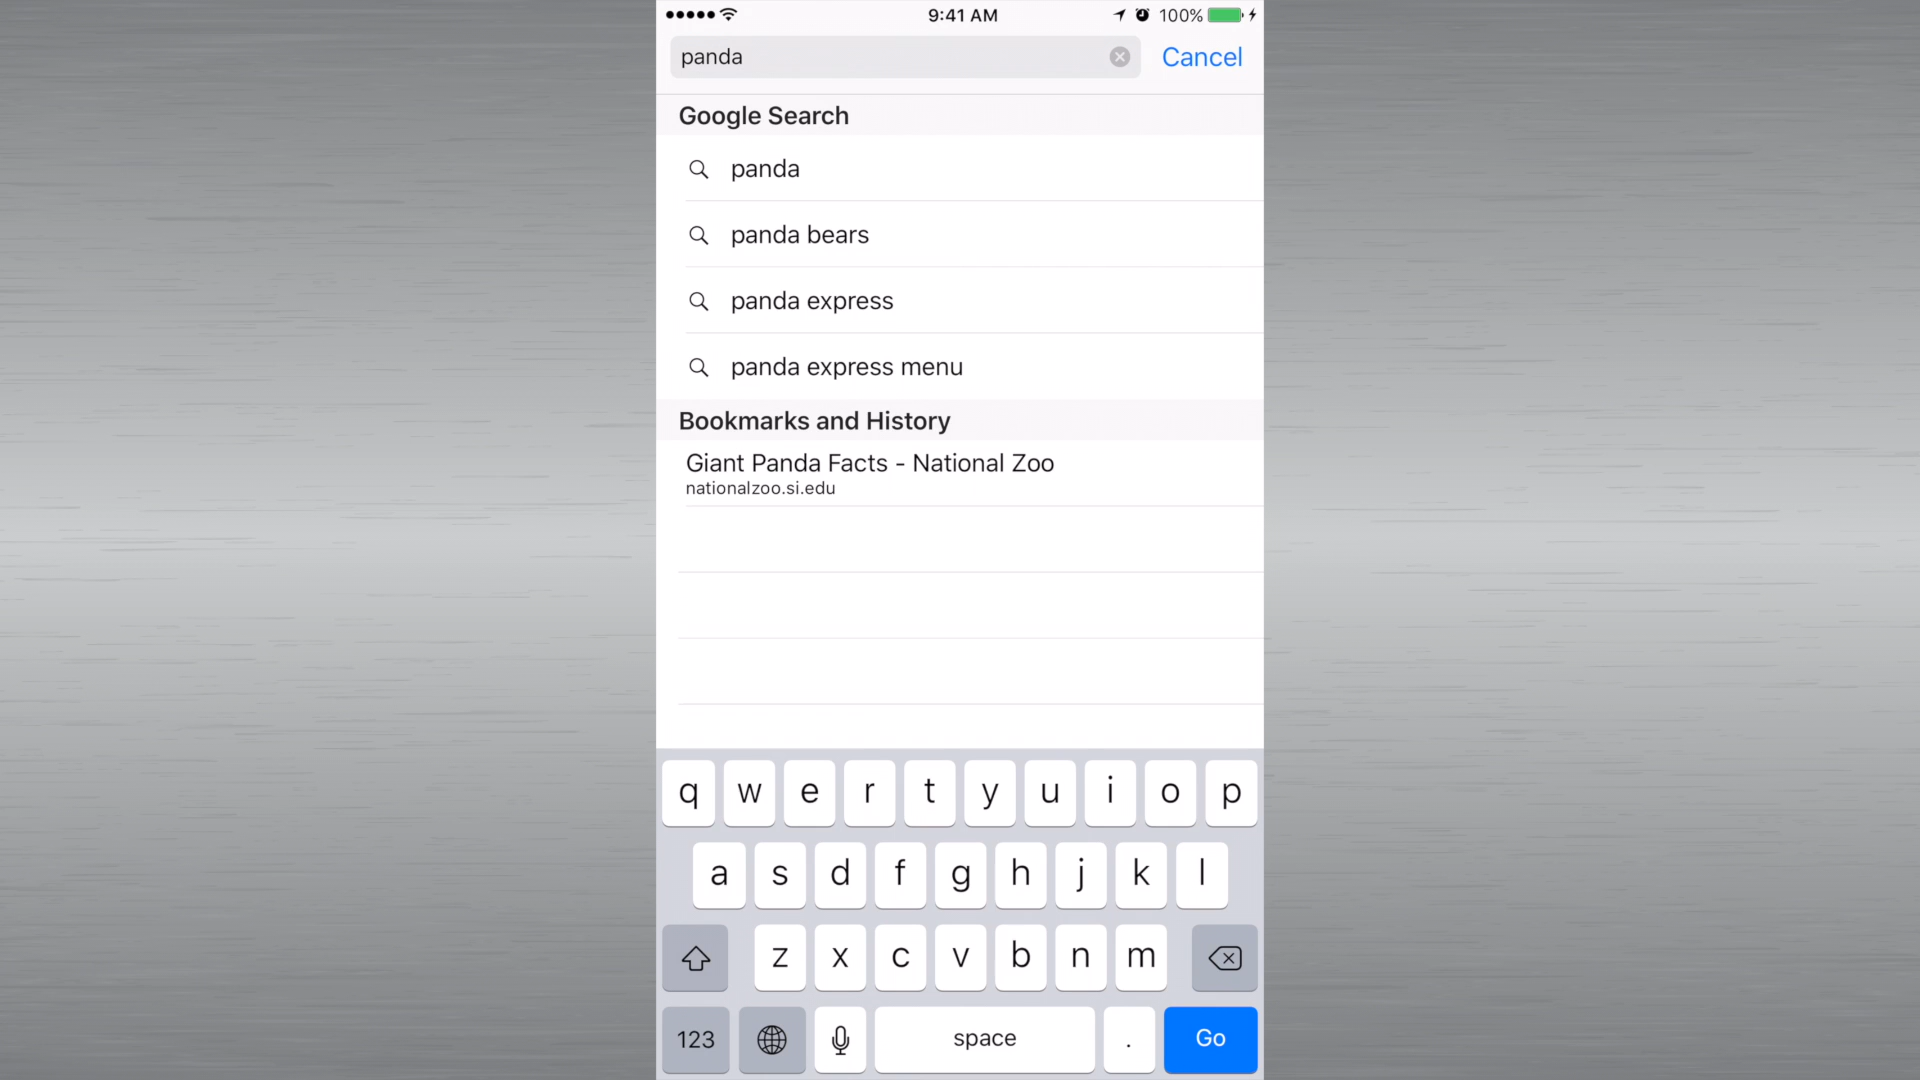 9:41 AM 100%
panda Cancel
Google Search
panda
panda bears
panda express
panda express menu
Bookmarks and History
Giant Panda Facts - National Zoo
nationalzoo.si.edu
q w e r t y u i o p
a s d f g h j k l
z x c v b n m
123 space . Go